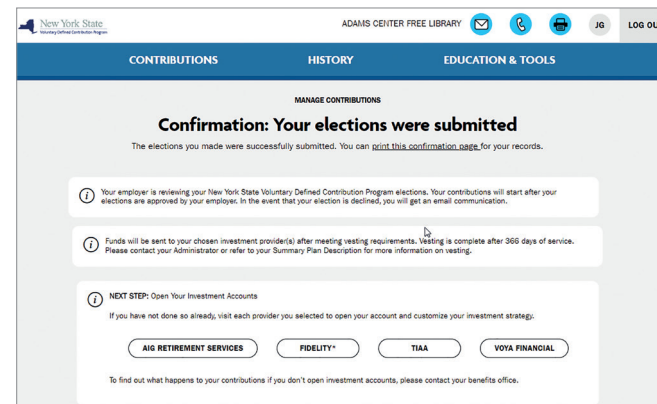 New York State
Voluntary Defined Contribution Program
ADAMS CENTER FREE LIBRARY
JG
LOG OU
CONTRIBUTIONS
HISTORY
EDUCATION & TOOLS
MANAGE CONTRIBUTIONS
Confirmation: Your elections were submitted
The elections you made were successfully submitted. You can print this confirmation page for your records.
Your employer is reviewing your New York State Voluntary Defined Contribution Program elections. Your contributions will start after your
elections are approved by your employer. In the event that your election is declined, you will get an email communication.
Funds will be sent to your chosen investment provider(s) after meeting vesting requirements. Vesting is complete after 366 days of service.
Please contact your Administrator or refer to your Summary Plan Description for more information on vesting.
NEXT STEP: Open Your Investment Accounts
If you have not done so already, visit each provider you selected to open your account and customize your investment strategy.
AIG RETIREMENT SERVICES
FIDELITY*
TIAA
VOYA FINANCIAL
To find out what happens to your contributions if you don't open investment accounts, please contact your benefits office.